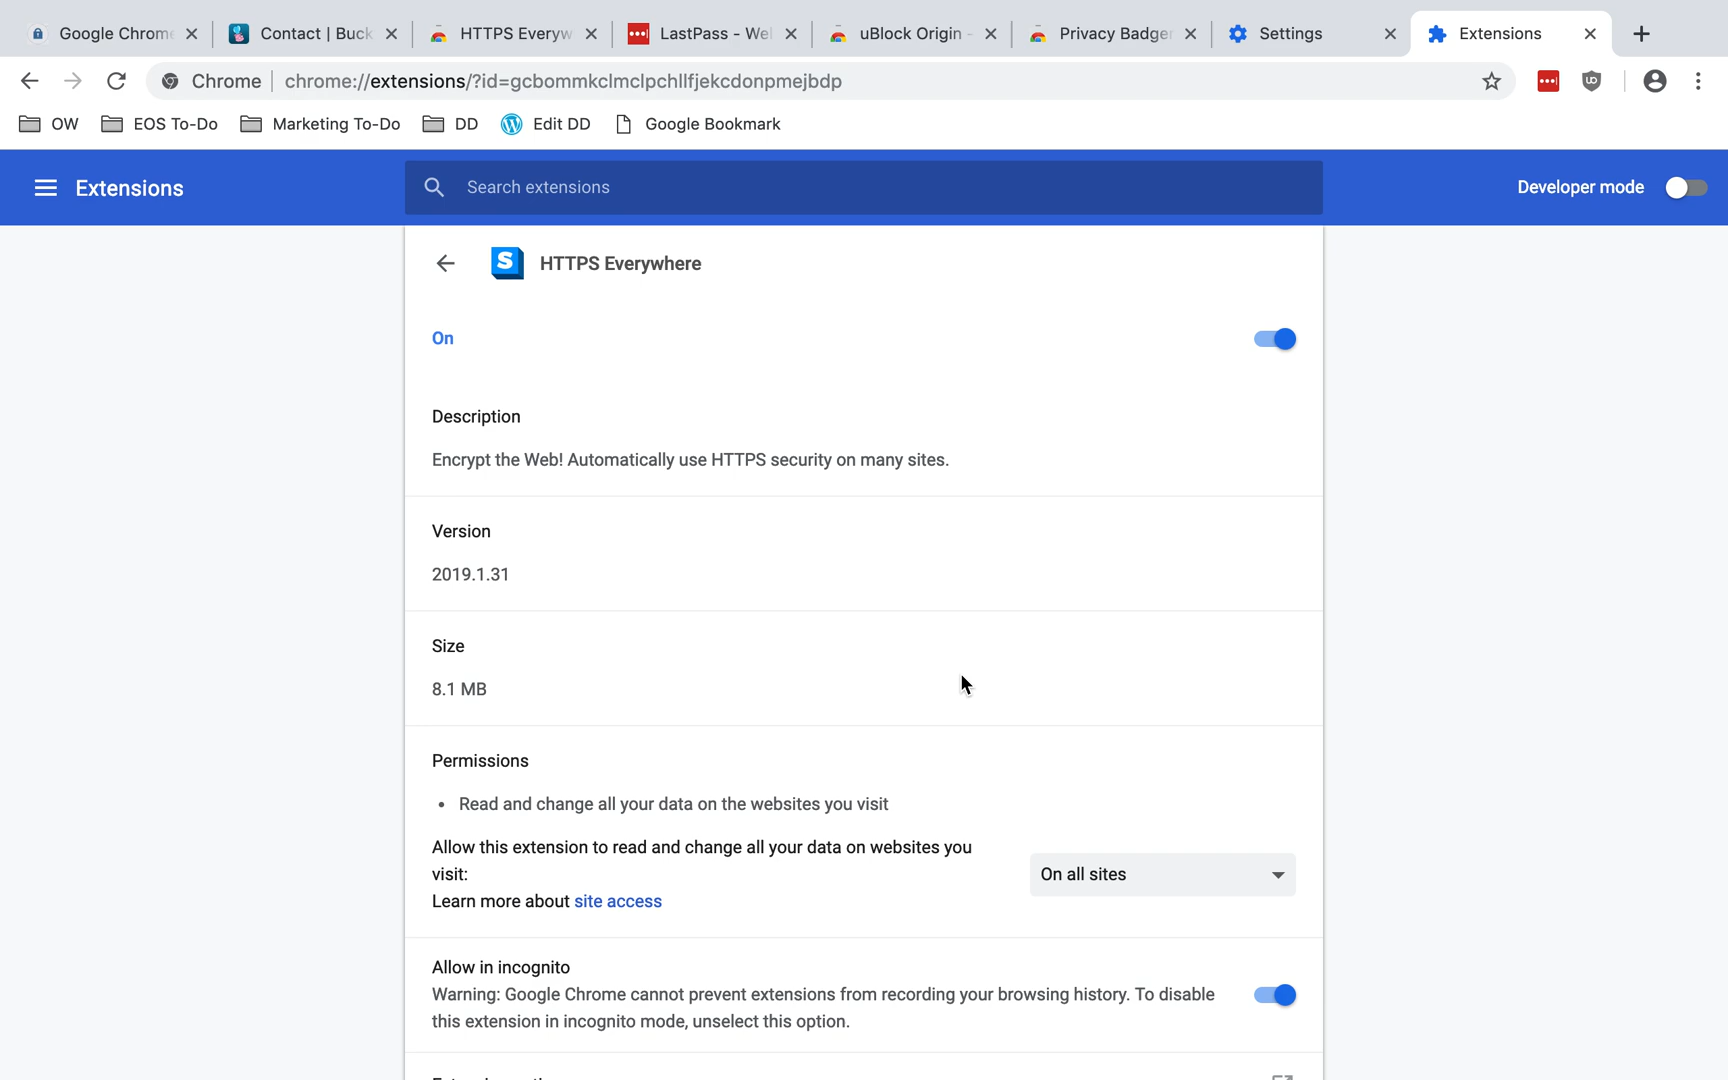 Google Chrome
Contact | Buck
HTTPS Everyw
LastPass - We
uBlock Origin -
Privacy Badger
Settings
Extensions
Chrome
chrome://extensions/?id=gcbommkclmclpchllfjekcdonpmejbdp
OW
EOS To-Do
Marketing To-Do
DD
Edit DD
Google Bookmark
Extensions
Search extensions
Developer mode
S
HTTPS Everywhere
On
Description
Encrypt the Web! Automatically use HTTPS security on many sites.
Version
2019.1.31
Size
8.1 MB
Permissions
• Read and change all your data on the websites you visit
Allow this extension to read and change all your data on websites you
visit:
On all sites
Learn more about site access
Allow in incognito
Warning: Google Chrome cannot prevent extensions from recording your browsing history. To disable
this extension in incognito mode, unselect this option.